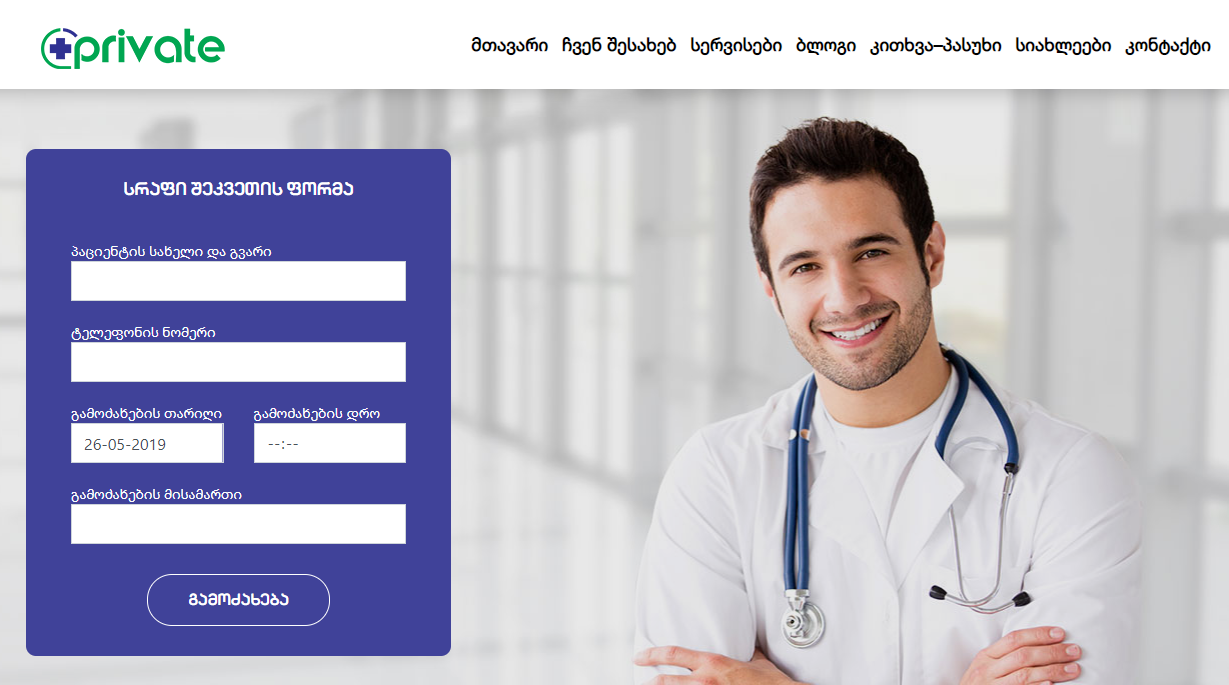 private
მთავარი ჩვენ შესახებ სერვისები ბლოგი კითხვა–პასუხი სიახლეები კონტაქტი
სრაფი შეკვეთის ფორმა
პაციენტის სახელი და გვარი
ტელეფონის ნომერი
გამოძახების თარიღი გამოძახების დრო
26-05-2019 --:--
გამოძახების მისამართი
გამოძახება